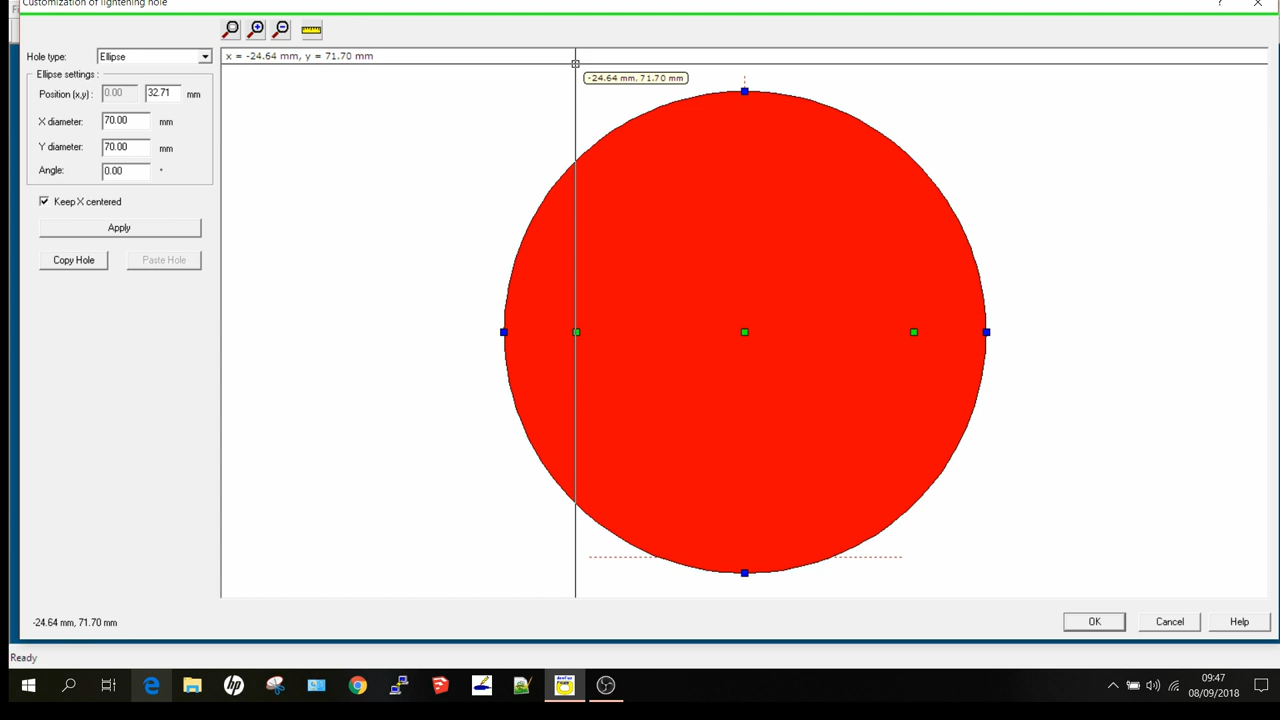 Customization of lightening hole ?
x = -24.64 mm, y = 71.70 mm
Hole type: Ellipse
-24.64 mm, 71.70 mm
Ellipse settings :
Position (x,y) : 0.00 32.71 mm
X diameter: 70.00 mm
Y diameter: 70.00 mm
Angle: 0.00 °
Keep X centered
Apply
Copy Hole Paste Hole
-24.64 mm, 71.70 mm
OK Cancel Help
Ready
hp
09:47
08/09/2018